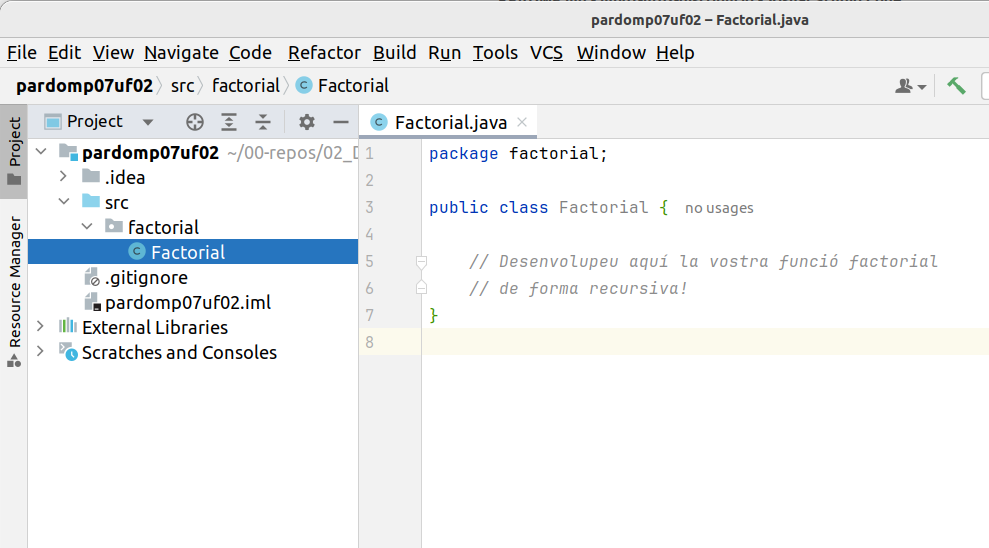 pardomp07uf02 – Factorial.java
File Edit View Navigate Code Refactor Build Run Tools VCS Window Help
pardomp07uf02 src factorial C Factorial
Project
Resource Manager
Project
pardomp07uf02 ~/00-repos/02_D
.idea
src
factorial
C Factorial
.gitignore
pardomp07uf02.iml
External Libraries
Scratches and Consoles
C Factorial.java
1 package factorial;
2
3 public class Factorial { no usages
4
5 // Desenvolupeu aquí la vostra funció factorial
6 // de forma recursiva!
7 }
8